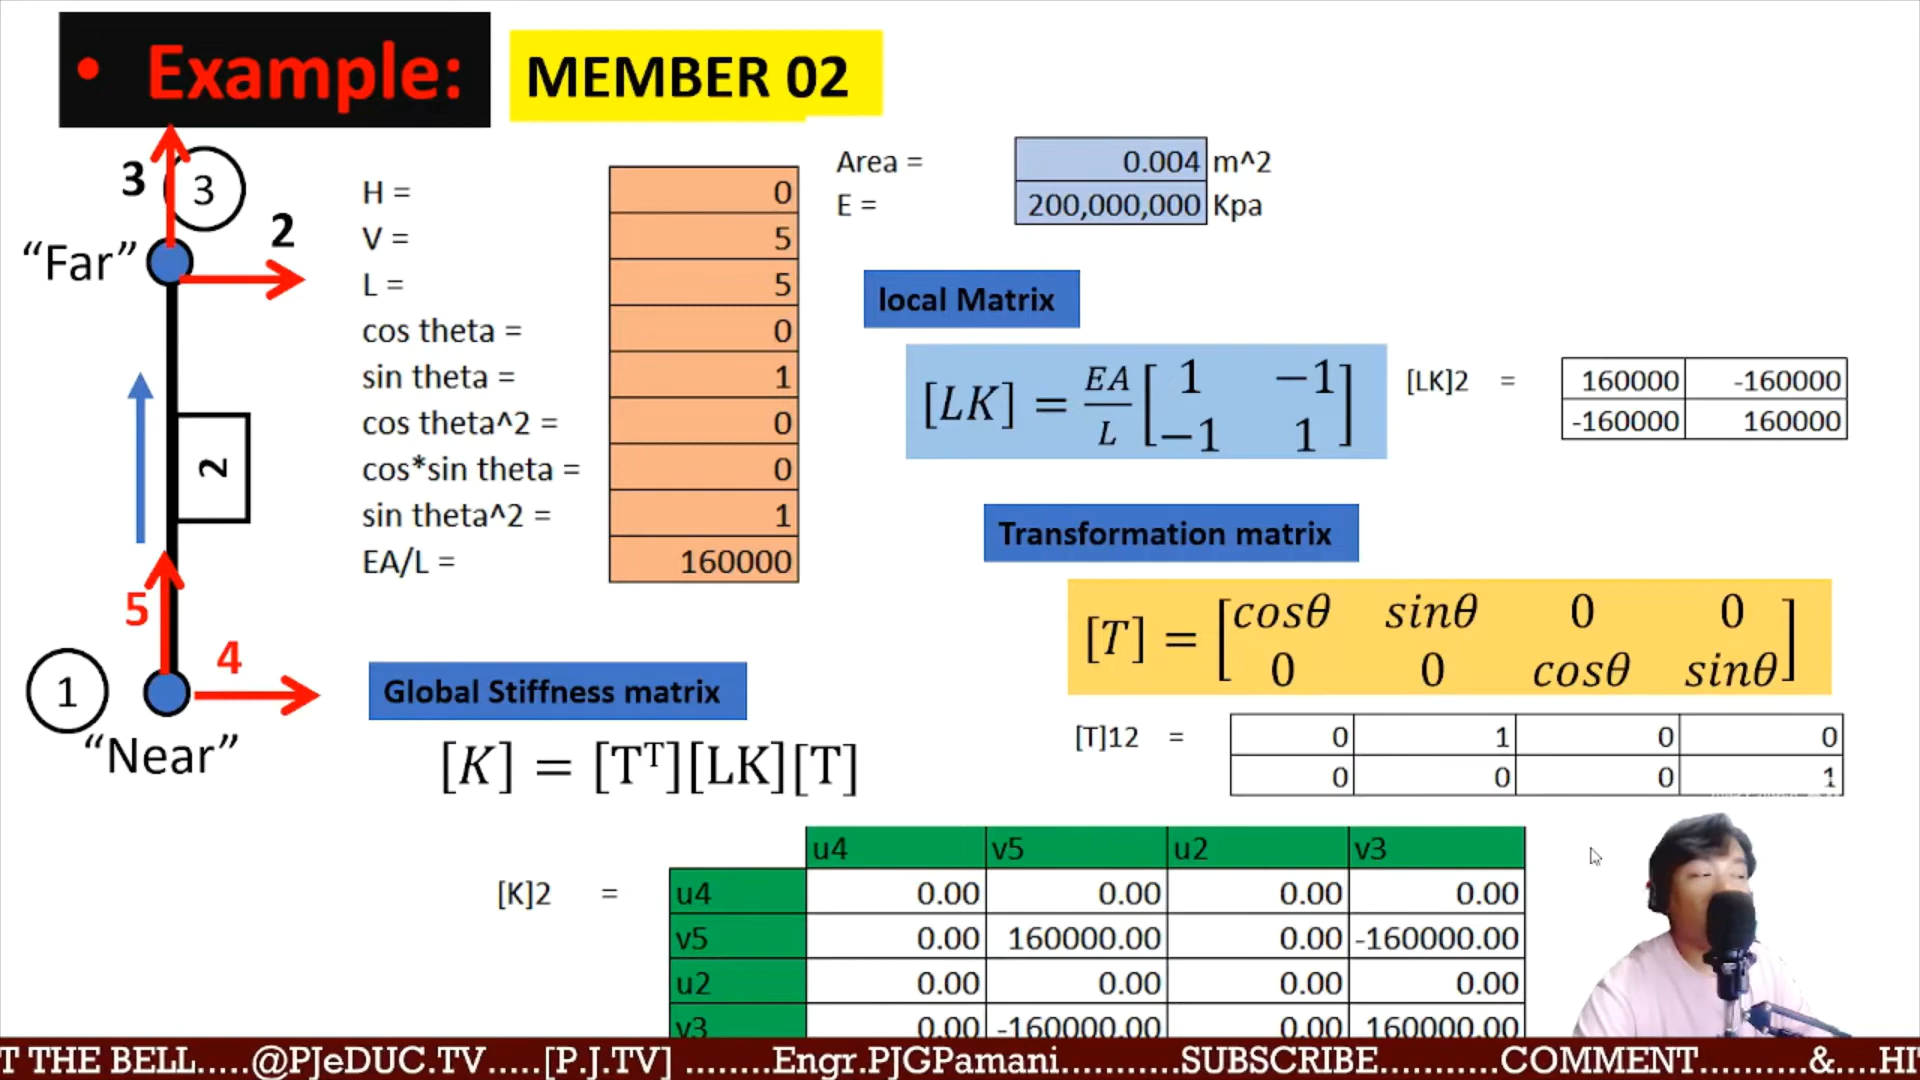 • Example:
MEMBER 02
3
3
2
"Far"
2
5
4
1
"Near"
H = 0
V = 5
L = 5
cos theta = 0
sin theta = 1
cos theta^2 = 0
cos*sin theta = 0
sin theta^2 = 1
EA/L = 160000
Area = 0.004 m^2
E = 200,000,000 Kpa
local Matrix
[LK] = EA/L [1 −1
−1 1]
[LK]2 = 160000 -160000
-160000 160000
Transformation matrix
[T] = [cosθ sinθ 0 0
0 0 cosθ sinθ]
[T]12 = 0 1 0 0
0 0 0 1
Global Stiffness matrix
[K] = [Tᵀ][LK][T]
u4 v5 u2 v3
[K]2 = u4 0.00 0.00 0.00 0.00
v5 0.00 160000.00 0.00 -160000.00
u2 0.00 0.00 0.00 0.00
v3 0.00 -160000.00 0.00 160000.00
T THE BELL.....@PJeDUC.TV.....[P.J.TV] ........Engr.PJGPamani...........SUBSCRIBE...........COMMENT..........&....HI